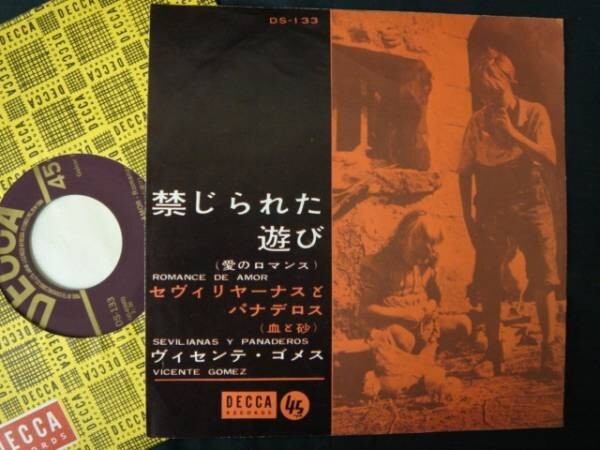 DS-133
禁じられた
遊び
(愛のロマンス)
ROMANCE DE AMOR
セヴィリヤーナスと
パナデロス
(血と砂)
SEVILIANAS Y PANADEROS
ヴィセンテ・ゴメス
VICENTE GOMEZ
DECCA
RECORDS
45
DECCA
45
DS-133
DECCA
RECORDS